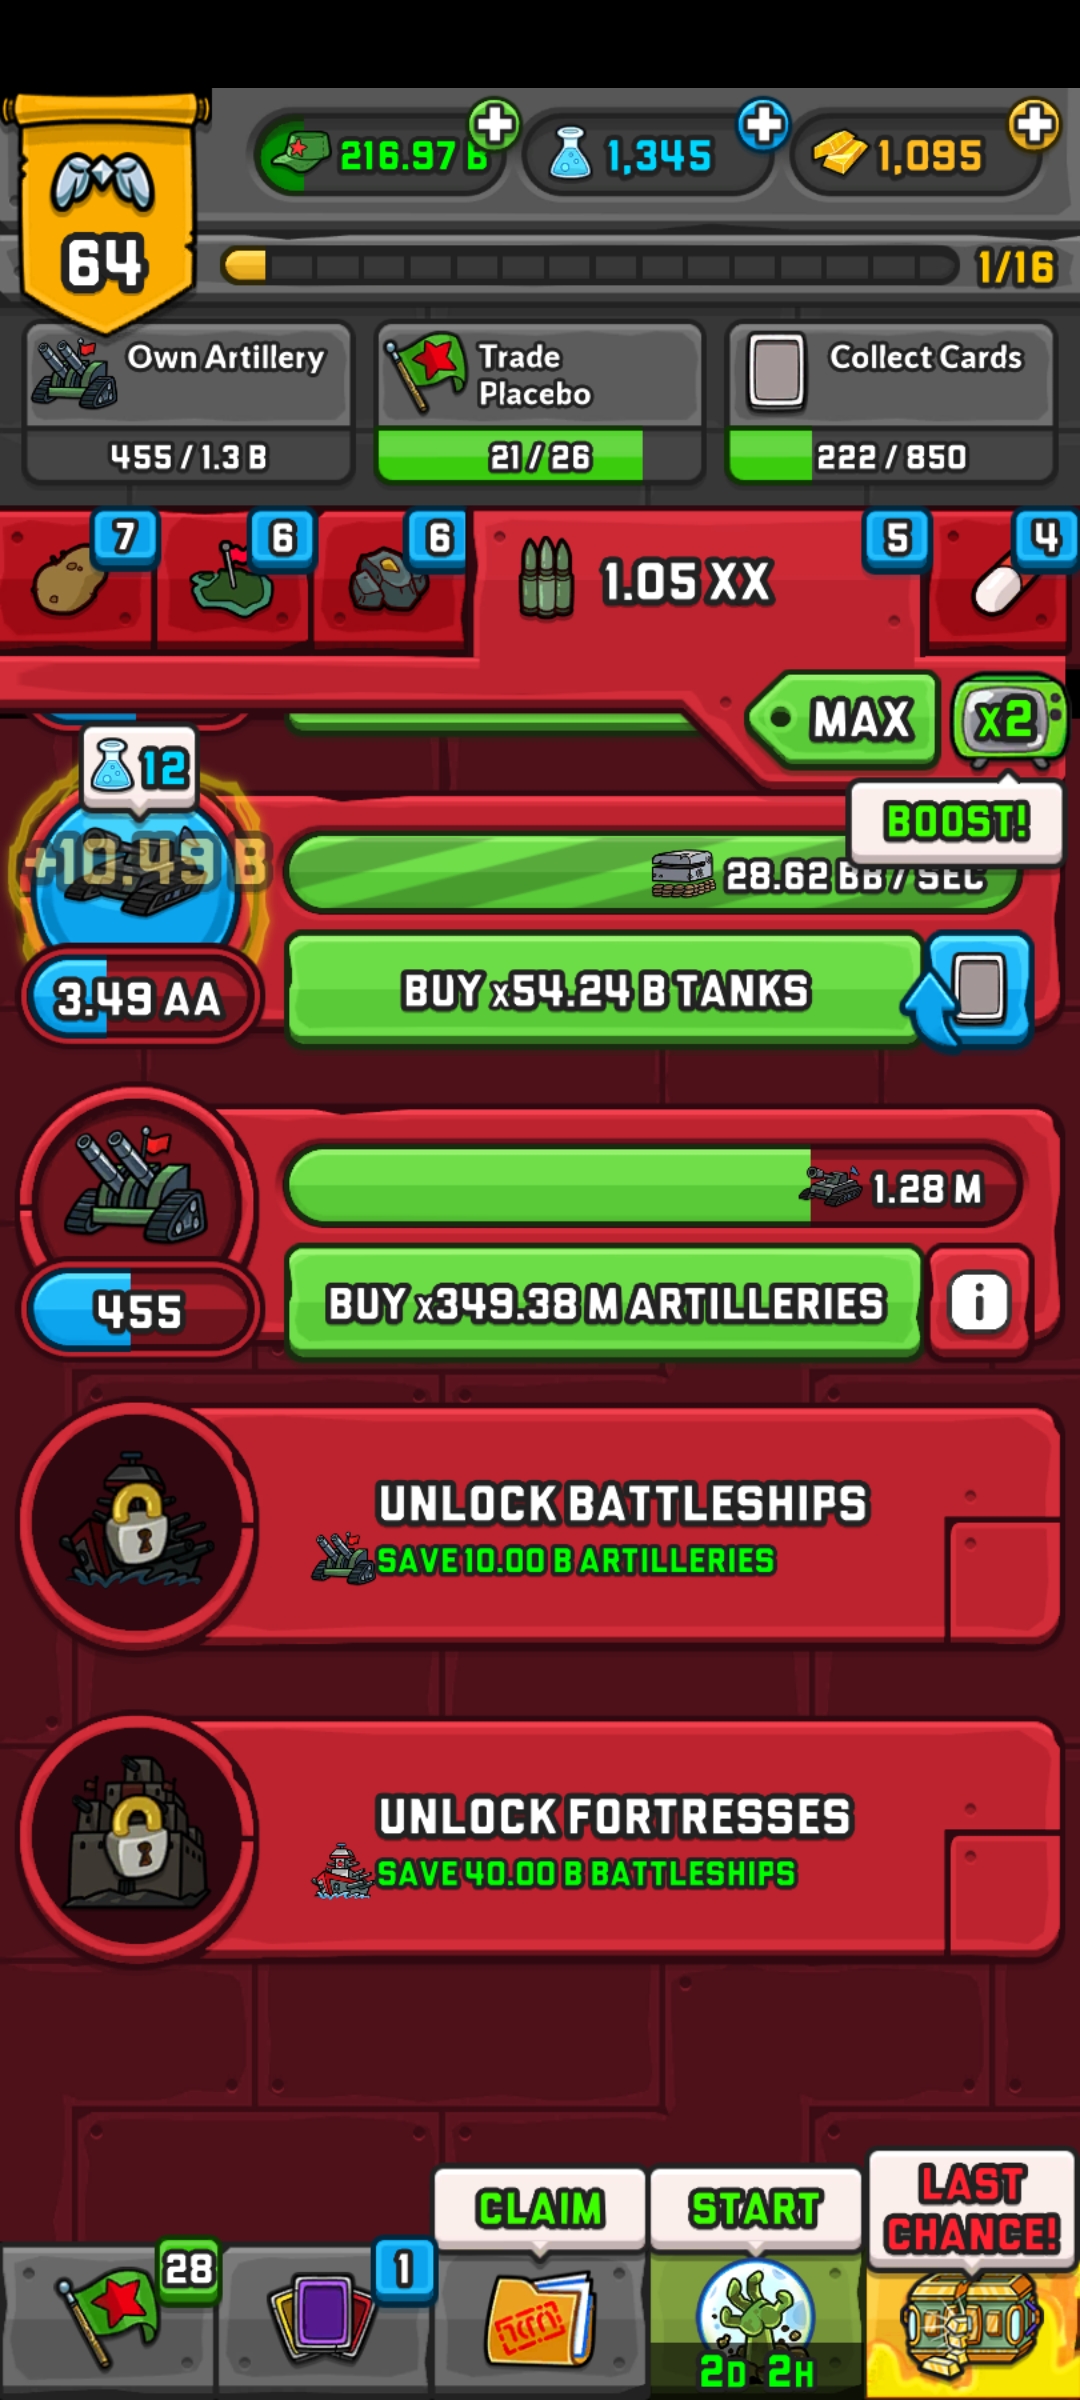 216.97 B
1,345
1,095
64
1/16
Own Artillery
455 / 1.3 B
Trade
Placebo
21 / 26
Collect Cards
222 / 850
7
6
6
1.05 XX
5
4
MAX
x2
BOOST!
12
+10.49 B
28.62 BB / SEC
3.49 AA
BUY x54.24 B TANKS
1.28 M
455
BUY x349.38 M ARTILLERIES
i
UNLOCK BATTLESHIPS
SAVE 10.00 B ARTILLERIES
UNLOCK FORTRESSES
SAVE 40.00 B BATTLESHIPS
CLAIM
START
LAST
CHANCE!
28
1
2D 2H